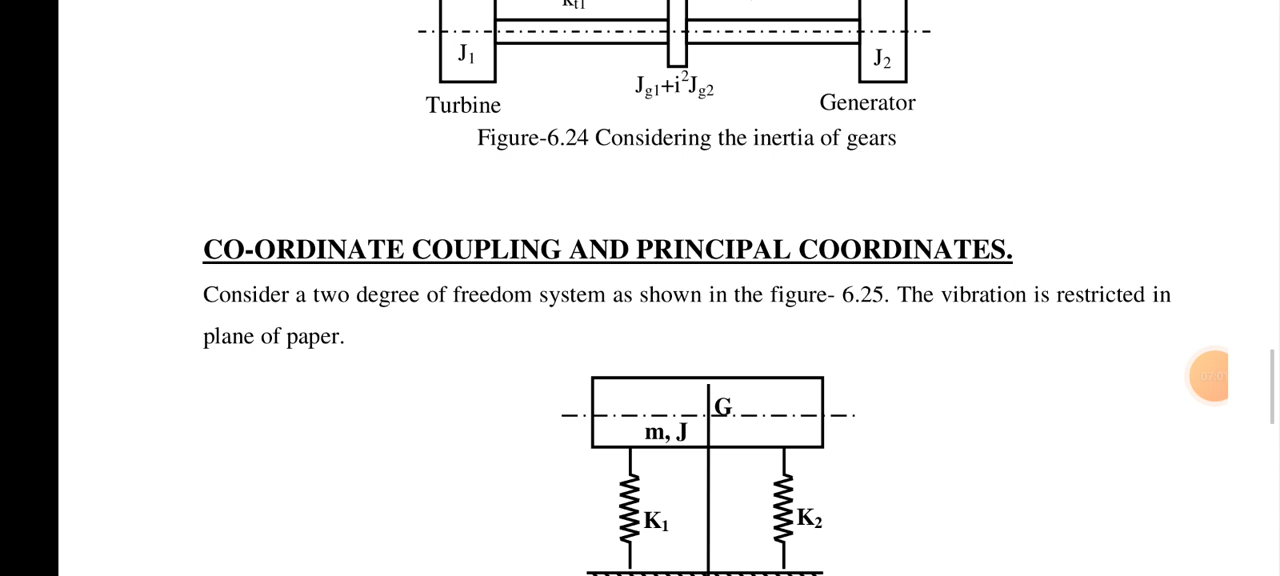 J₁
J₂
Jg1+i²Jg2
Turbine
Generator
Figure-6.24 Considering the inertia of gears
CO-ORDINATE COUPLING AND PRINCIPAL COORDINATES.
Consider a two degree of freedom system as shown in the figure- 6.25. The vibration is restricted in
plane of paper.
G
m, J
K₁
K₂